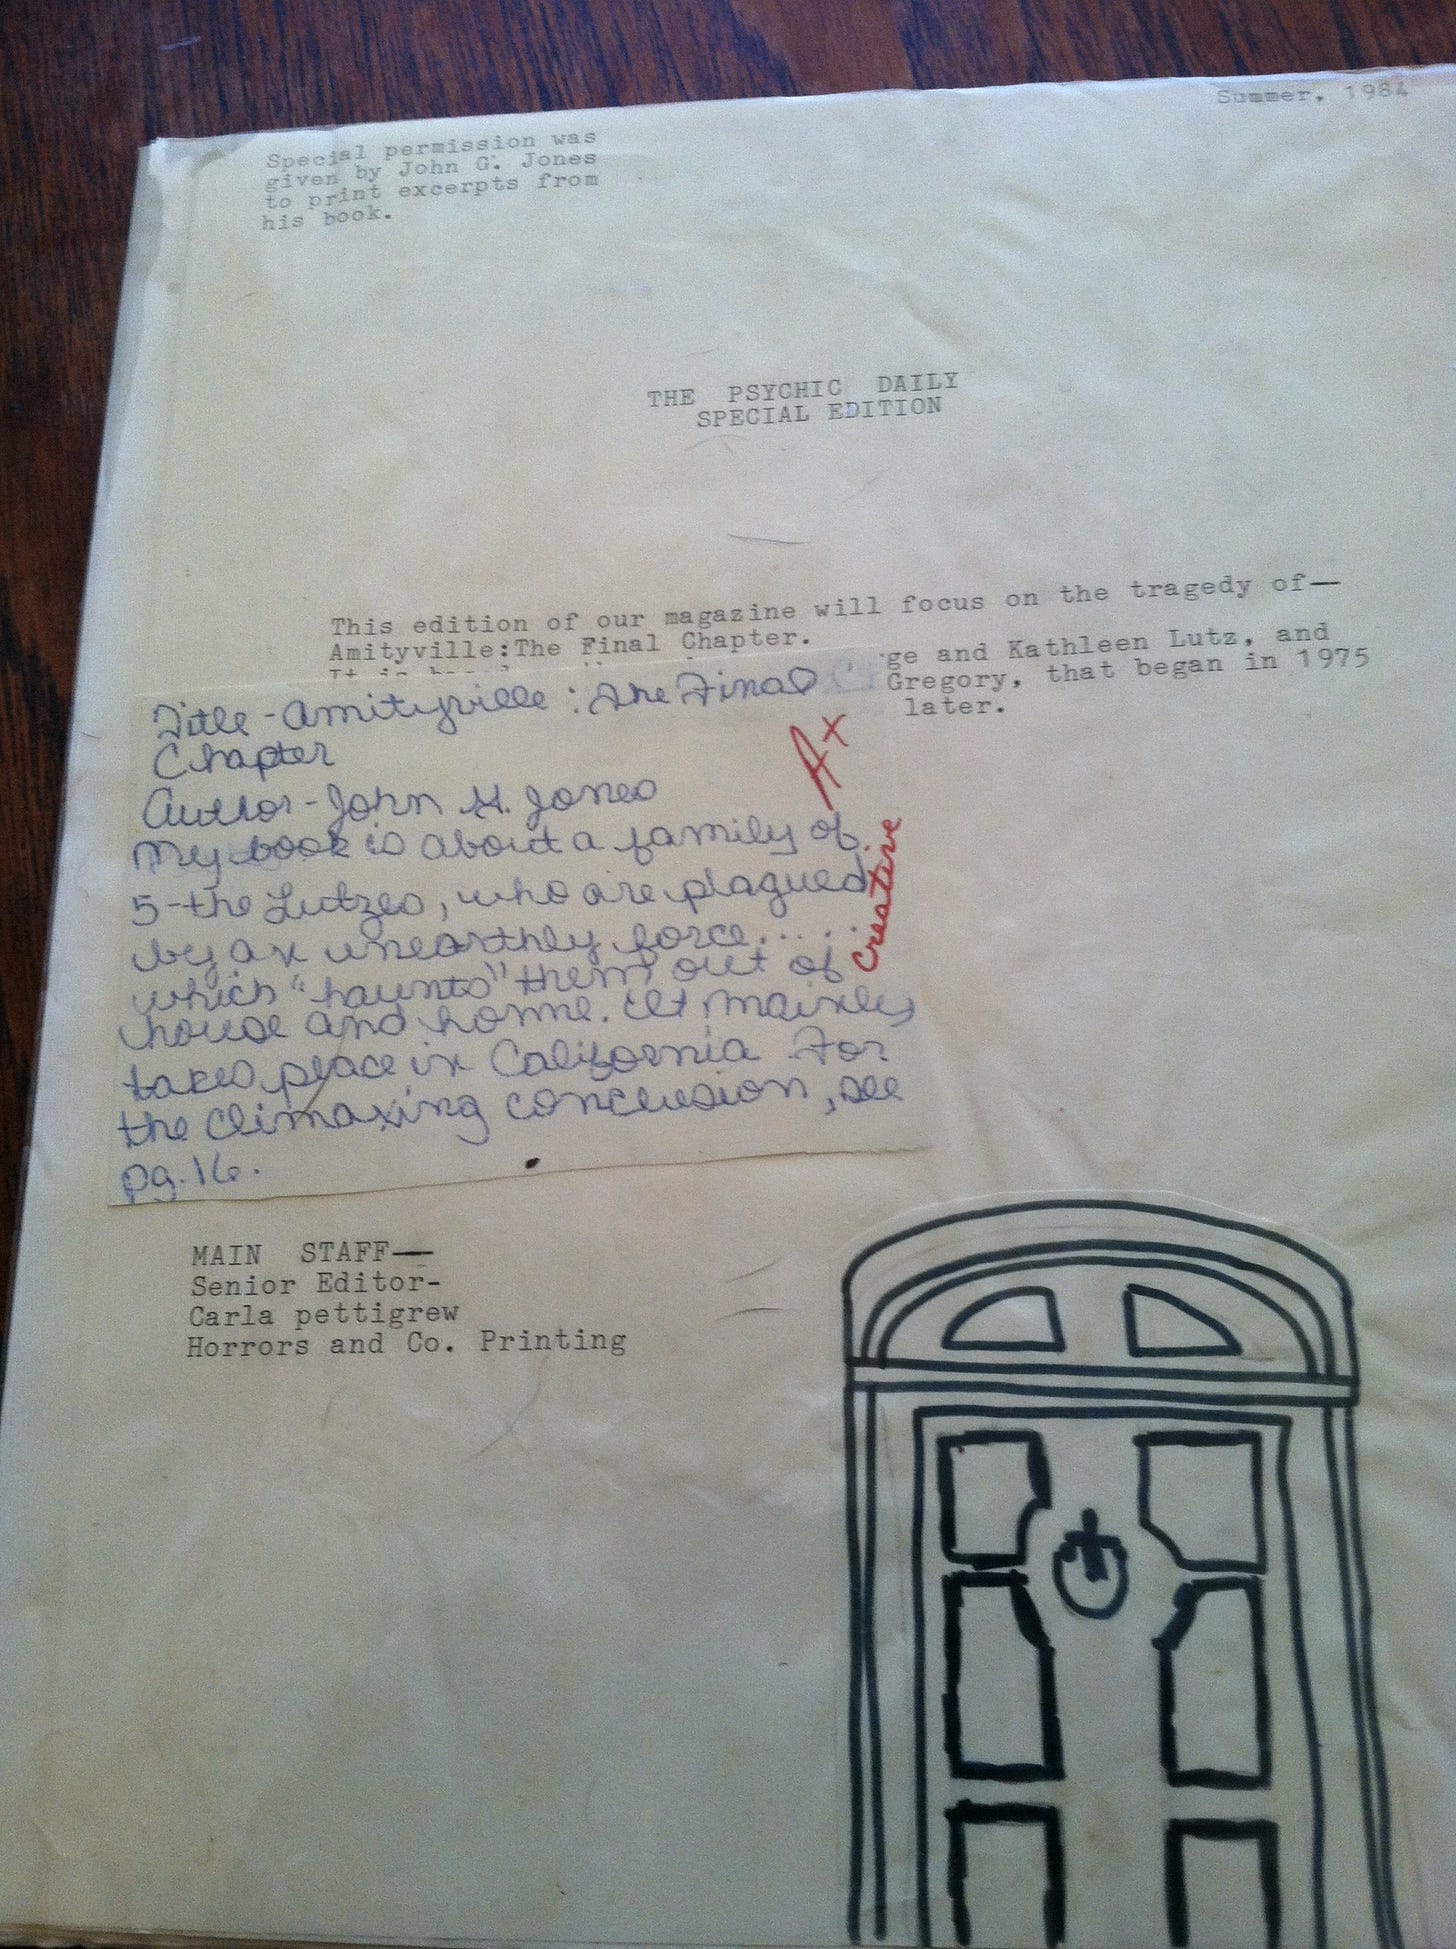 Summer, 1984
Special permission was
given by John G. Jones
to print excerpts from
his book.
THE PSYCHIC DAILY
SPECIAL EDITION
This edition of our magazine will focus on the tragedy of—
Amityville:The Final Chapter.
It is ge and Kathleen Lutz, and
Gregory, that began in 1975
later.
Title - Amityville : The Final
Chapter
Author - John G. Jones
A+
My book is about a family of
5-the Lutzes, who are plagued
by an unearthly force.....
which "haunts" them out of
house and home. It mainly
takes place in California. For
the climaxing conclusion, see
pg. 16.
Creative
MAIN STAFF—
Senior Editor-
Carla pettigrew
Horrors and Co. Printing